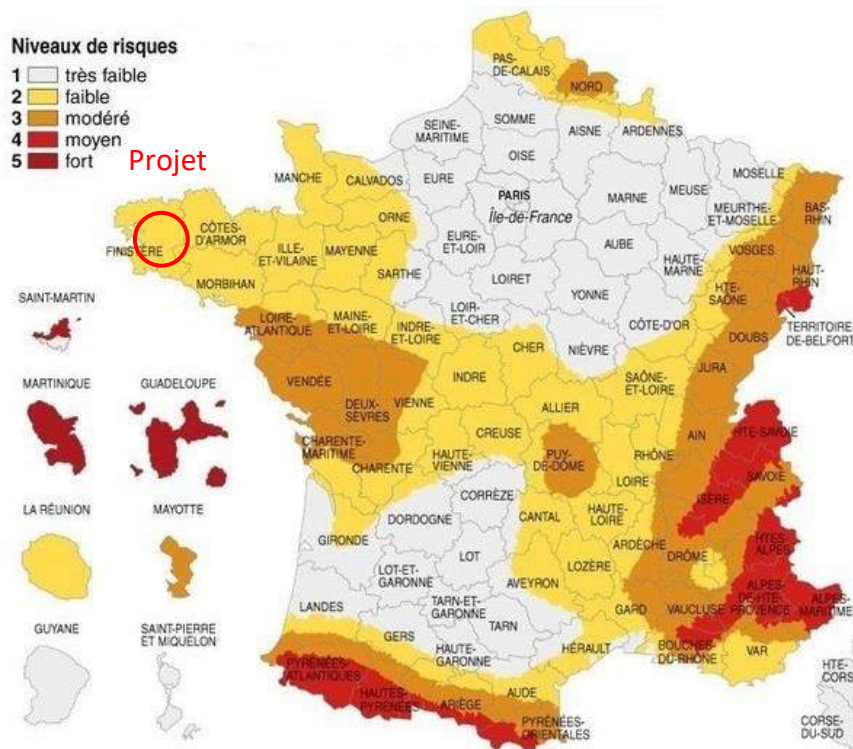 Niveaux de risques
1 très faible
2 faible
3 modéré
4 moyen
5 fort
Projet
PAS-
DE-CALAIS
NORD
SOMME
SEINE-
MARITIME
AISNE
ARDENNES
OISE
MANCHE
CALVADOS
EURE
PARIS
Île-de-France
MARNE
MEUSE
MOSELLE
MEURTHE-
ET-MOSELLE
BAS-
RHIN
ORNE
CÔTES-
D'ARMOR
FINISTÈRE
ILLE-
ET-VILAINE
MAYENNE
EURE-
ET-LOIR
AUBE
HAUTE-
MARNE
VOSGES
HAUT-
RHIN
MORBIHAN
SARTHE
LOIRET
YONNE
HTE-
SAÔNE
TERRITOIRE-
DE-BELFORT
LOIRE-
ATLANTIQUE
MAINE-
ET-LOIRE
INDRE-
ET-LOIRE
LOIR-
ET-CHER
CHER
NIÈVRE
CÔTE-D'OR
DOUBS
VENDÉE
DEUX-
SÈVRES
VIENNE
INDRE
ALLIER
SAÔNE-
ET-LOIRE
JURA
CHARENTE-
MARITIME
CHARENTE
HAUTE-
VIENNE
CREUSE
PUY-
DE-DÔME
LOIRE
RHÔNE
AIN
HTE-SAVOIE
SAVOIE
ISÈRE
CORRÈZE
DORDOGNE
GIRONDE
CANTAL
HAUTE-
LOIRE
ARDÈCHE
DRÔME
HTES-
ALPES
LOT
LOT-ET-
GARONNE
AVEYRON
LOZÈRE
LANDES
TARN-ET-
GARONNE
TARN
GARD
VAUCLUSE
ALPES-
DE-HTE-
PROVENCE
ALPES-
MARITIME
GERS
HAUTE-
GARONNE
HÉRAULT
BOUCHES-
DU-RHÔNE
VAR
PYRÉNÉES-
ATLANTIQUES
HAUTES-
PYRÉNÉES
ARIÈGE
AUDE
PYRÉNÉES-
ORIENTALES
HTE-
CORS
CORSE-
DU-SUD
SAINT-MARTIN
MARTINIQUE
GUADELOUPE
LA RÉUNION
MAYOTTE
GUYANE
SAINT-PIERRE
ET MIQUELON